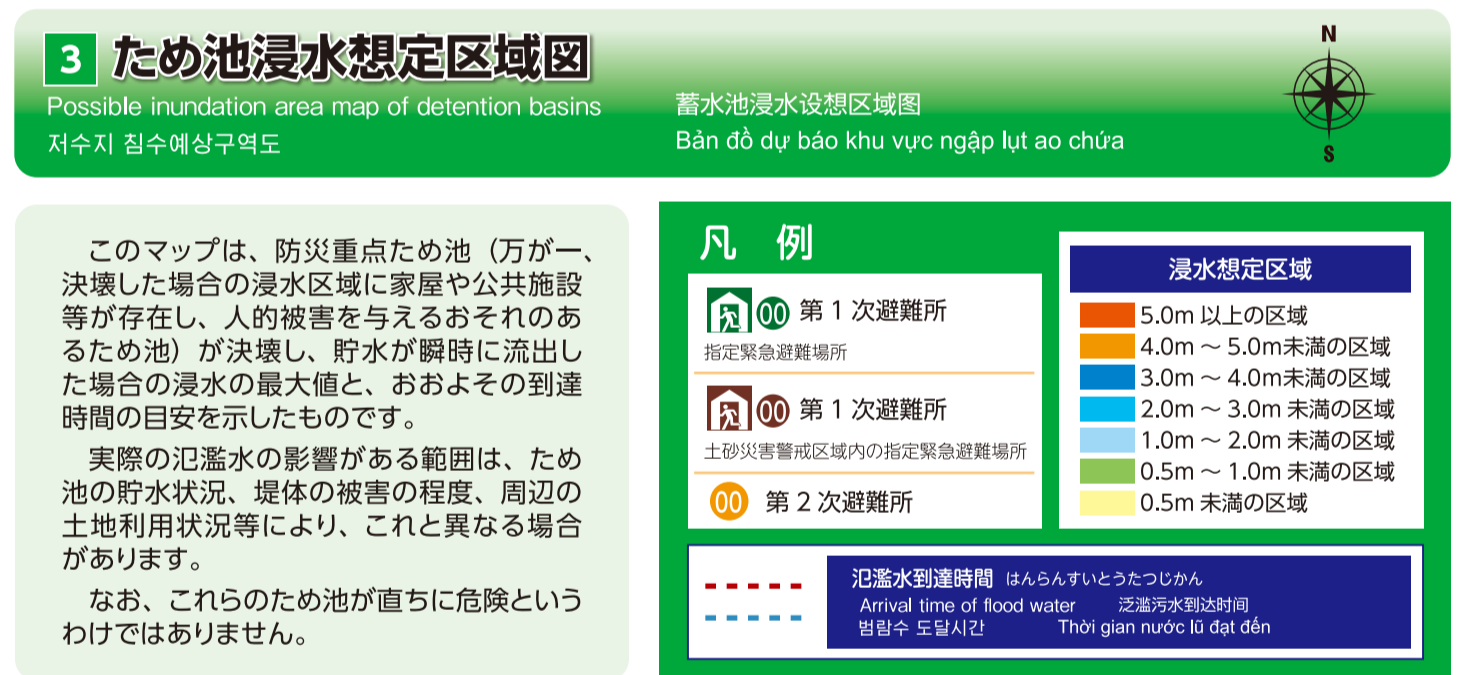 3 ため池浸水想定区域図
Possible inundation area map of detention basins
저수지 침수예상구역도
蓄水池浸水设想区域图
Bản đồ dự báo khu vực ngập lụt ao chứa
N
S
このマップは、防災重点ため池（万が一、
決壊した場合の浸水区域に家屋や公共施設
等が存在し、人的被害を与えるおそれのあ
るため池）が決壊し、貯水が瞬時に流出し
た場合の浸水の最大値と、おおよその到達
時間の目安を示したものです。
実際の氾濫水の影響がある範囲は、ため
池の貯水状況、堤体の被害の程度、周辺の
土地利用状況等により、これと異なる場合
があります。
なお、これらのため池が直ちに危険という
わけではありません。
凡 例
00 第1次避難所
指定緊急避難場所
00 第1次避難所
土砂災害警戒区域内の指定緊急避難場所
00 第2次避難所
浸水想定区域
5.0m 以上の区域
4.0m ～ 5.0m未満の区域
3.0m ～ 4.0m未満の区域
2.0m ～ 3.0m 未満の区域
1.0m ～ 2.0m 未満の区域
0.5m ～ 1.0m 未満の区域
0.5m 未満の区域
氾濫水到達時間 はんらんすいとうたつじかん
Arrival time of flood water 泛滥污水到达时间
범람수 도달시간 Thời gian nước lũ đạt đến